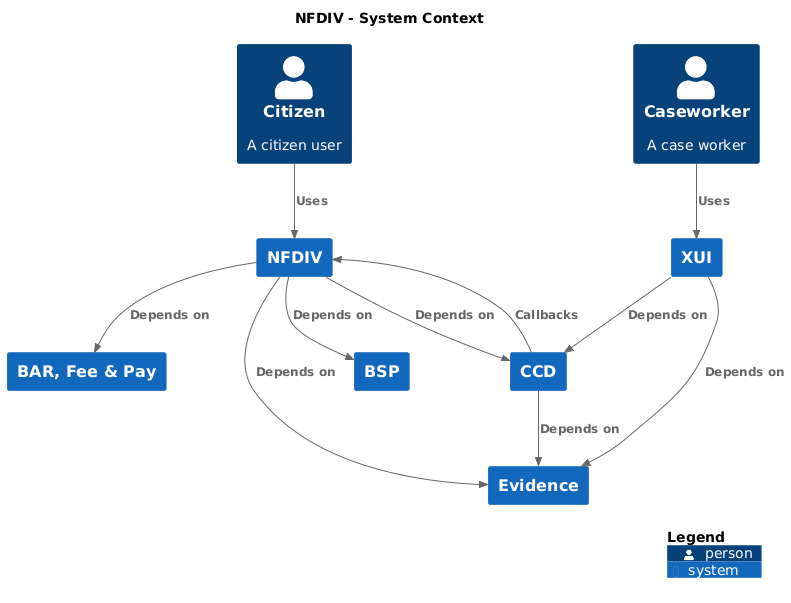 NFDIV - System Context
Citizen
A citizen user
Caseworker
A case worker
Uses
Uses
NFDIV
XUI
Depends on
Depends on
Depends on
Callbacks
Depends on
BAR, Fee & Pay
Depends on
BSP
CCD
Depends on
Depends on
Evidence
Legend
person
system